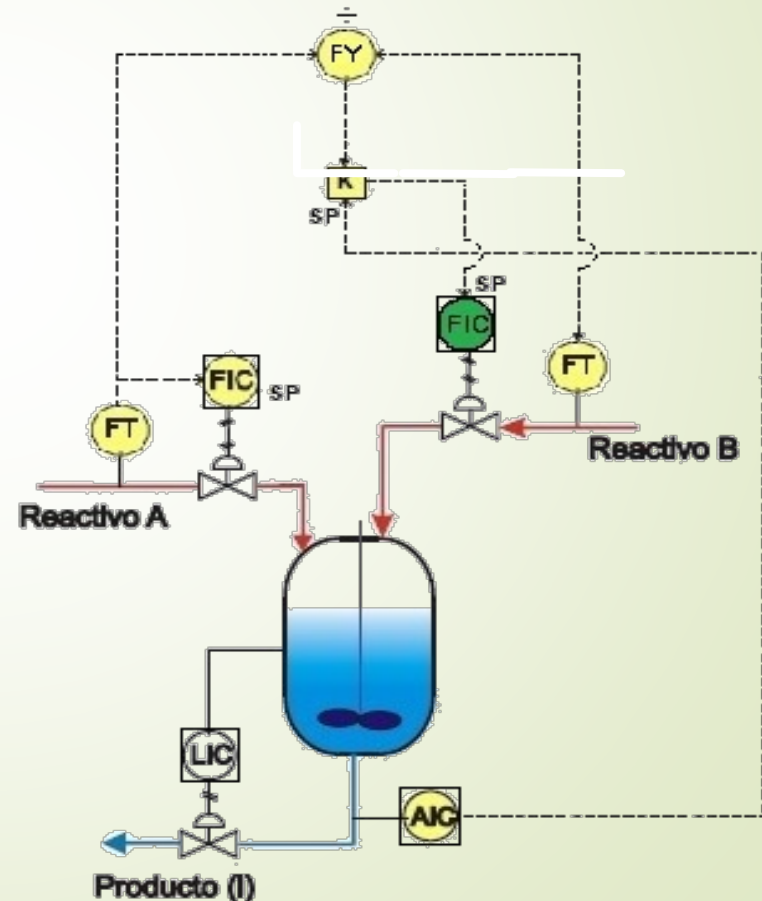 ÷
FY
K
SP
SP
FIC
FT
FIC
SP
FT
Reactivo B
Reactivo A
LIC
AIC
Producto (l)